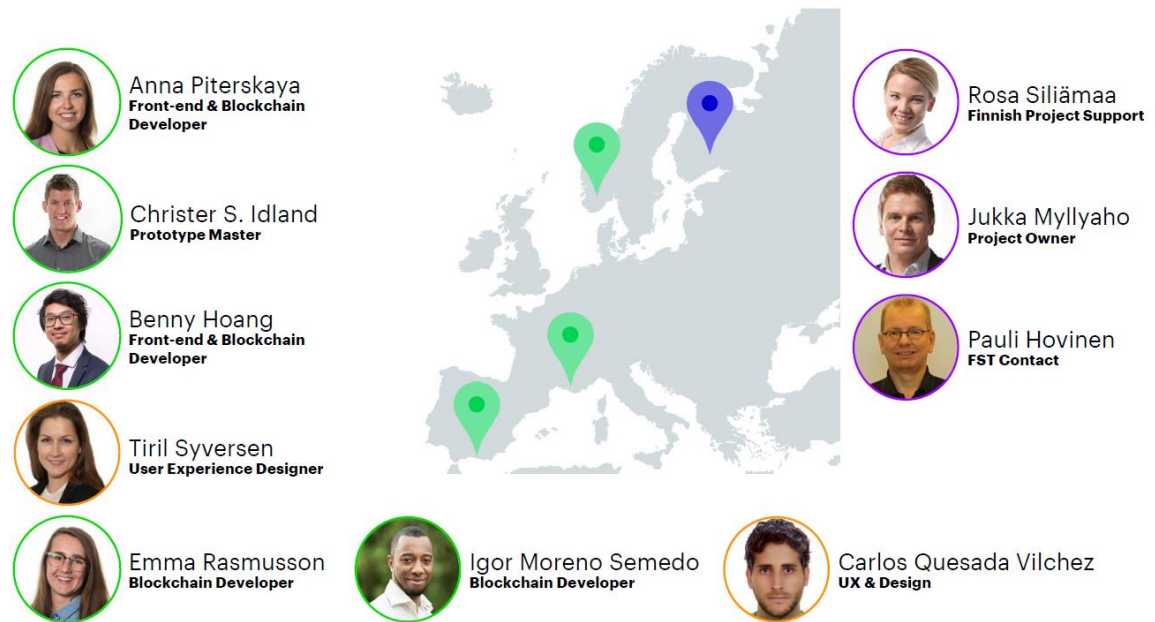 Anna Piterskaya
Front-end & Blockchain
Developer
Christer S. Idland
Prototype Master
Benny Hoang
Front-end & Blockchain
Developer
Tiril Syversen
User Experience Designer
Emma Rasmusson
Blockchain Developer
Igor Moreno Semedo
Blockchain Developer
Carlos Quesada Vilchez
UX & Design
Rosa Siliämaa
Finnish Project Support
Jukka Myllyaho
Project Owner
Pauli Hovinen
FST Contact